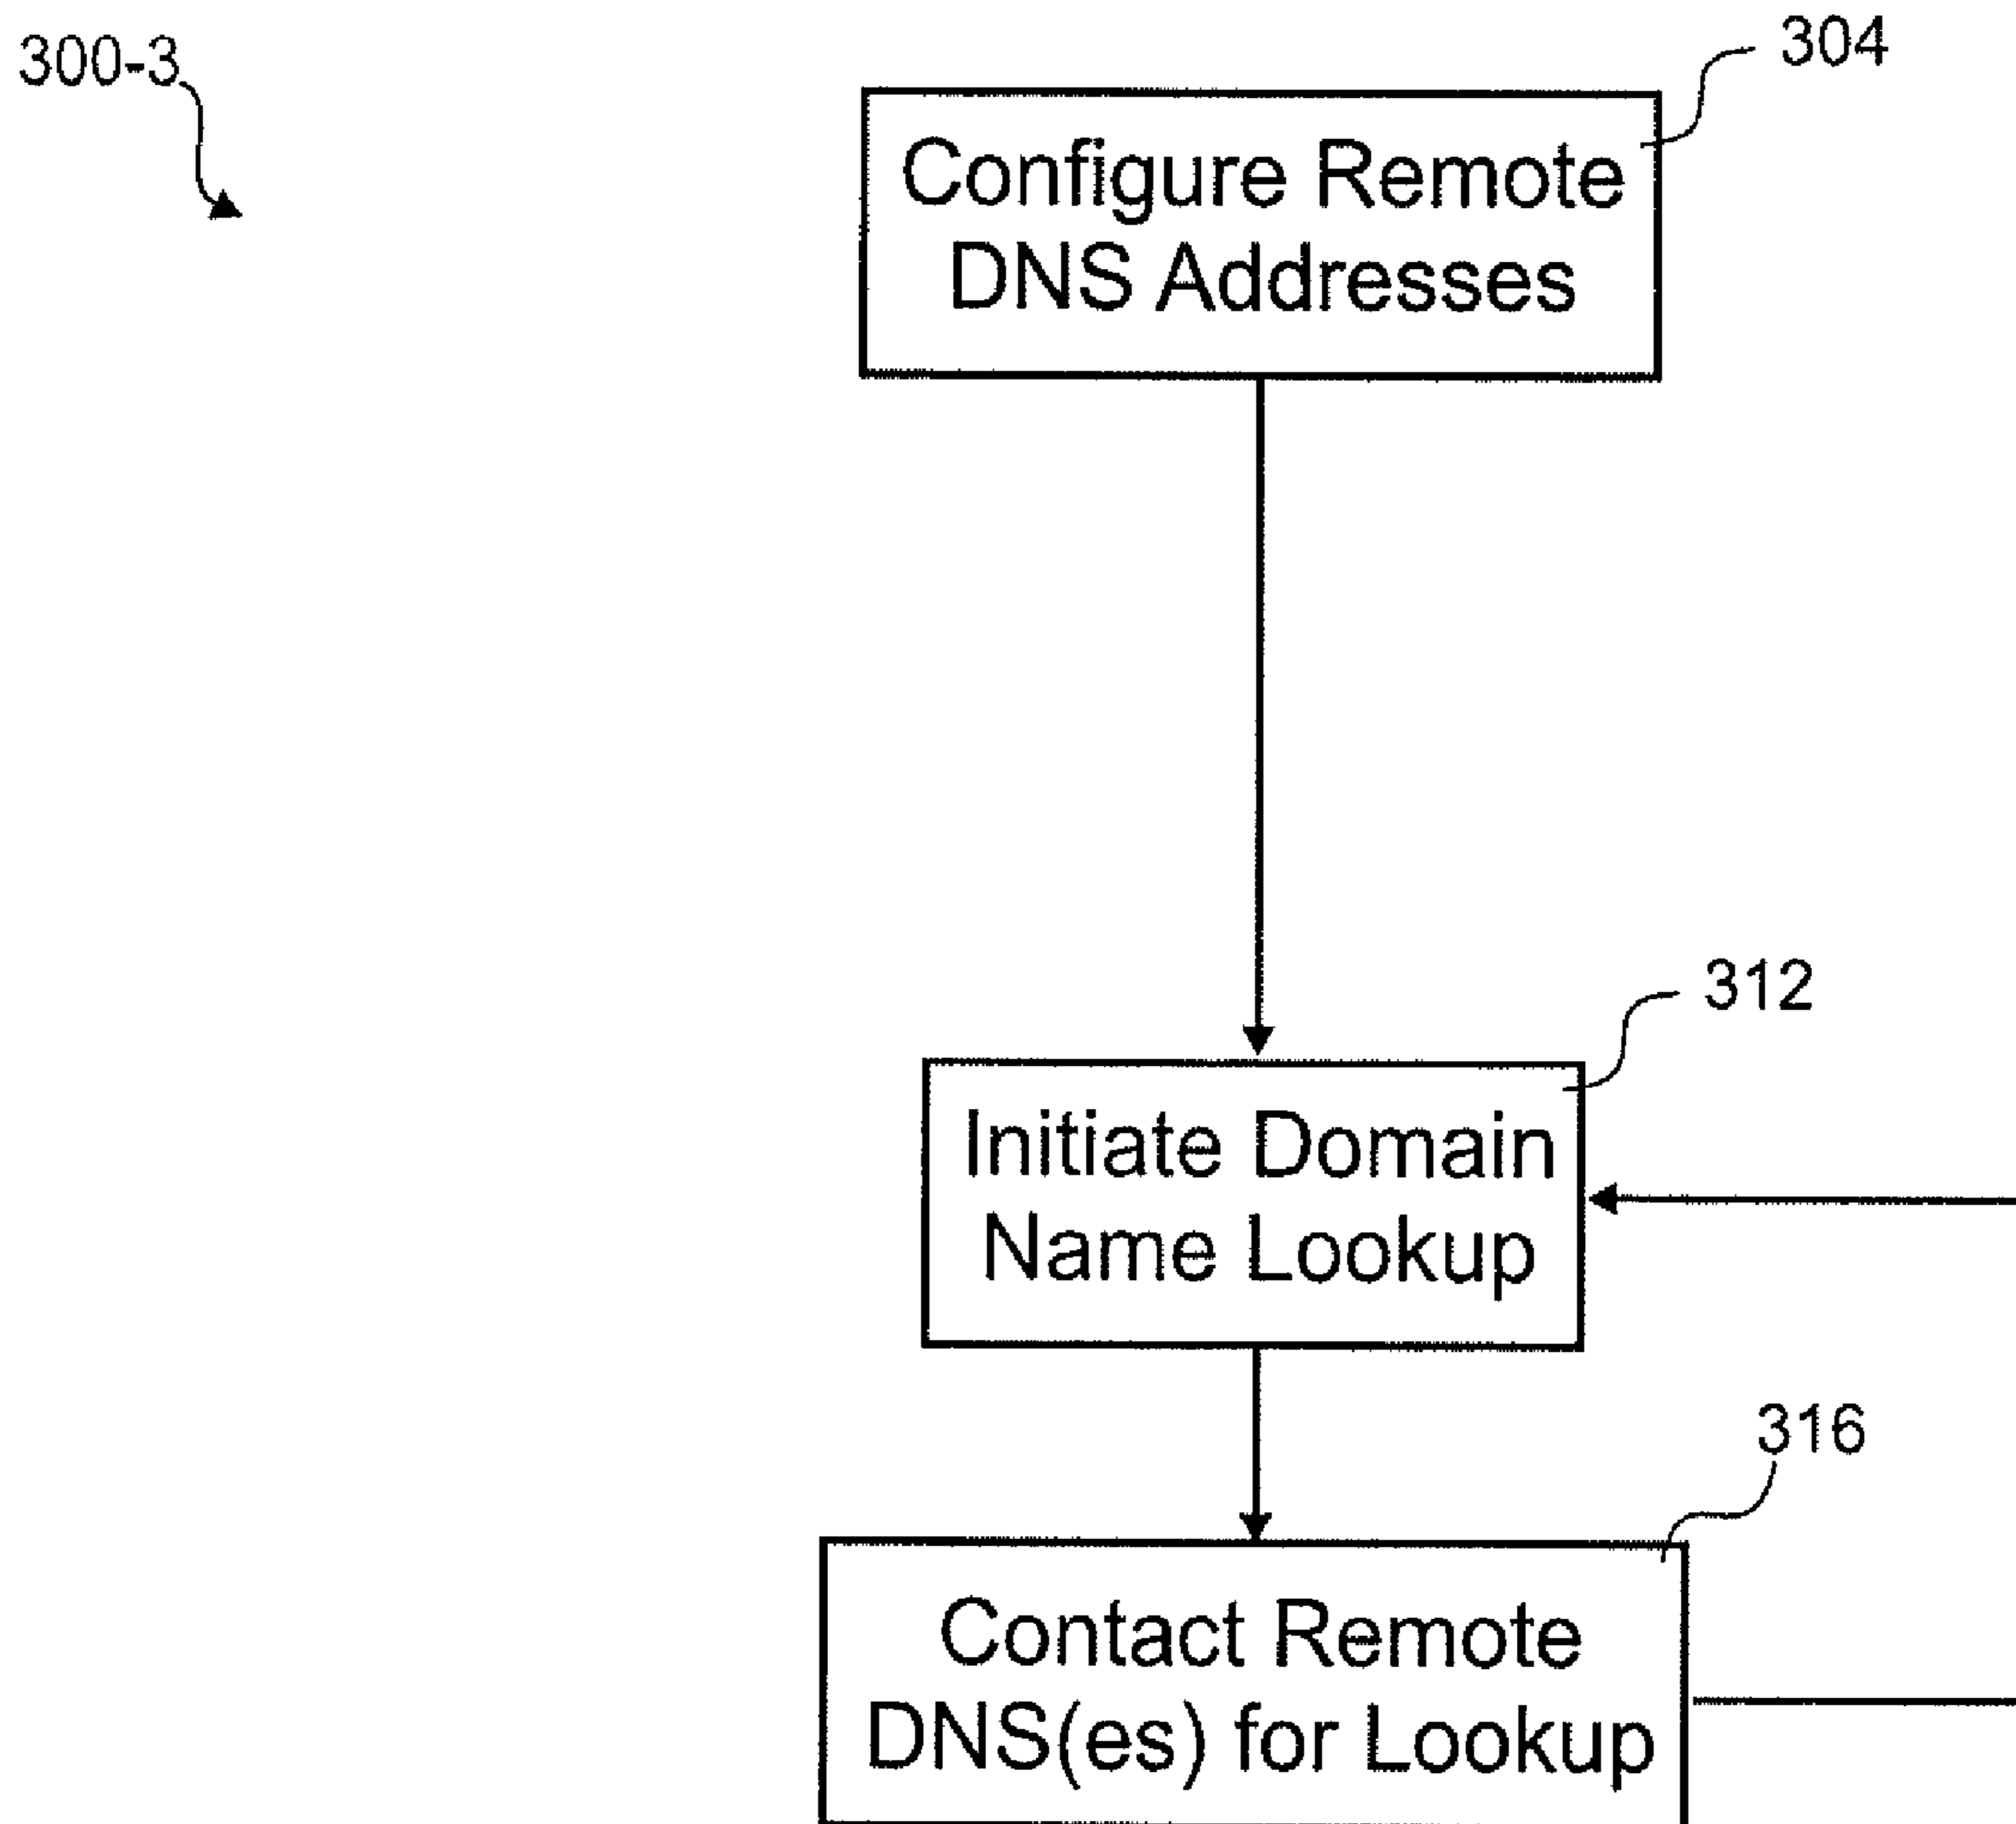 300-3
304
Configure Remote
DNS Addresses
312
Initiate Domain
Name Lookup
316
Contact Remote
DNS(es) for Lookup